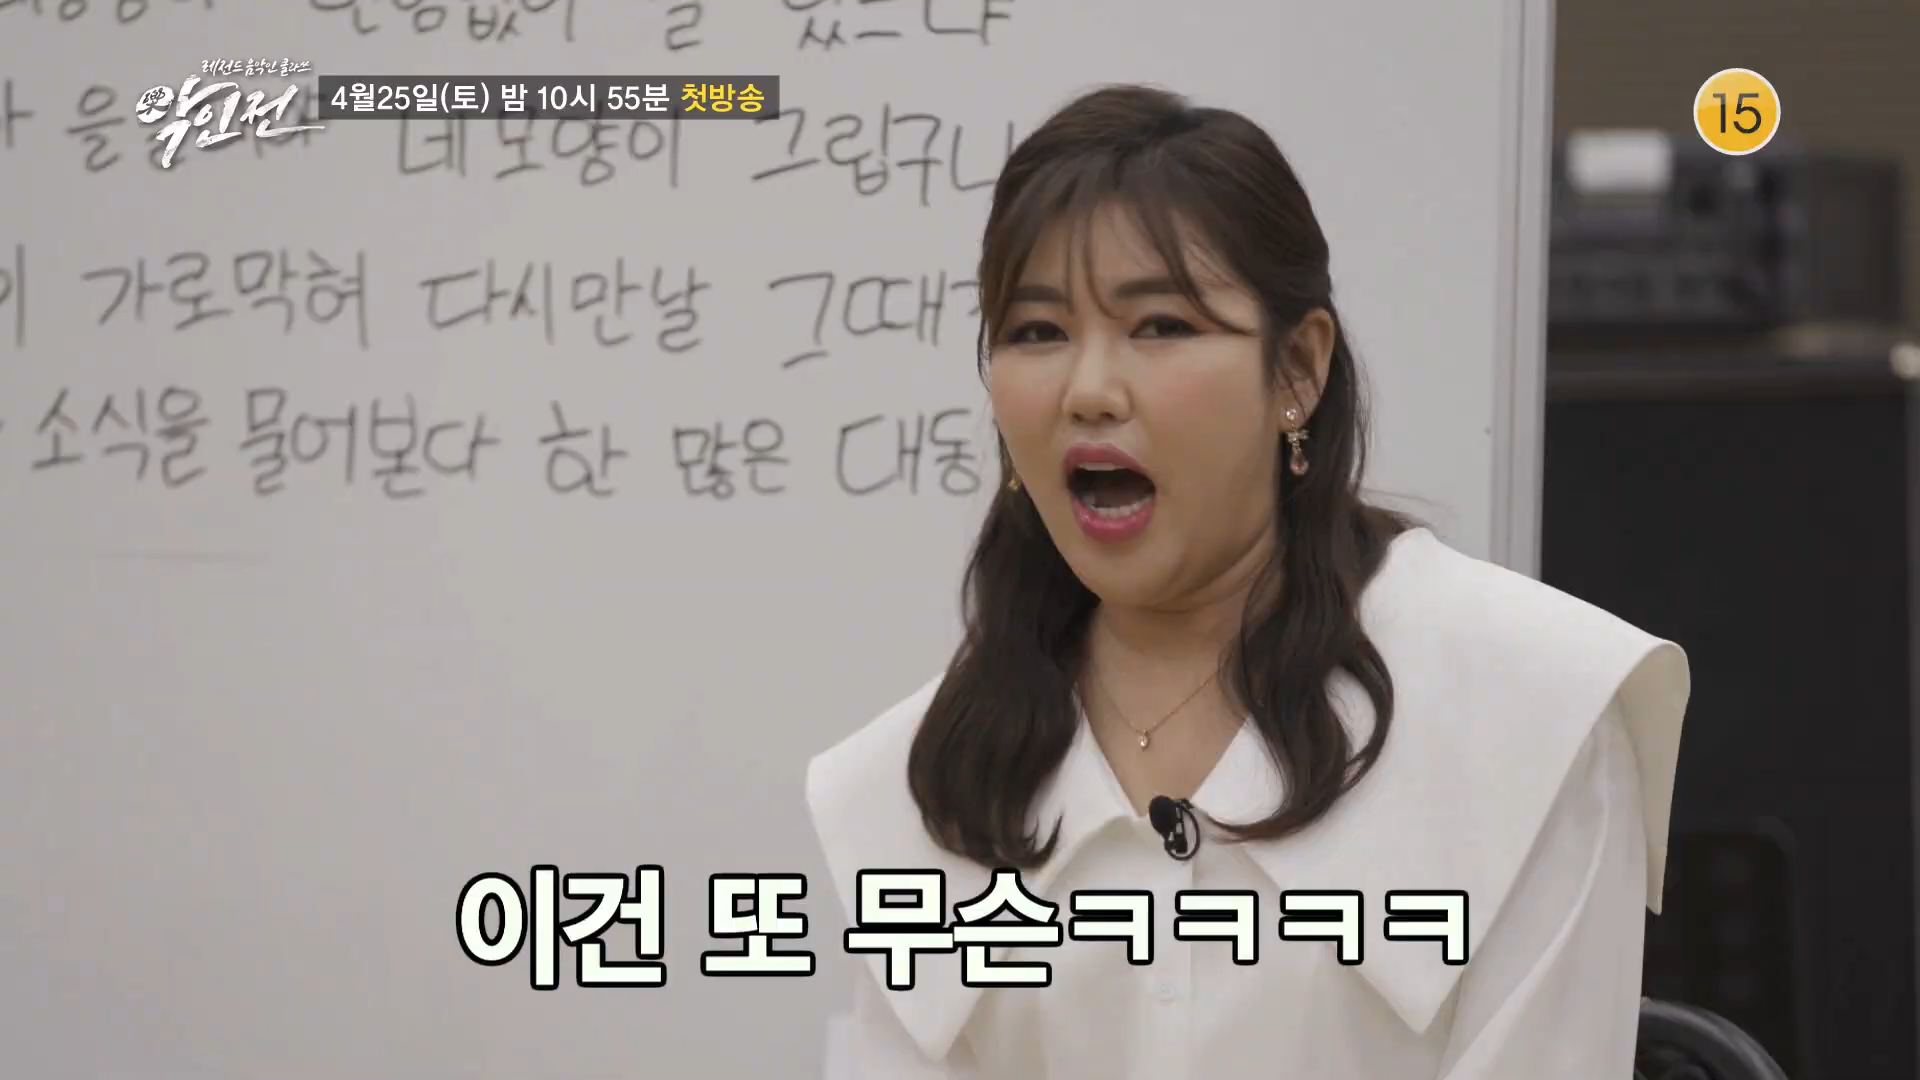 레전드 음악인 클라쓰
악인전
4월25일(토) 밤 10시 55분 첫방송
15
네모양이 그립구나
가로막혀 다시만날 그때
소식을 물어본다 한 많은 대동
이건 또 무슨ㅋㅋㅋㅋ